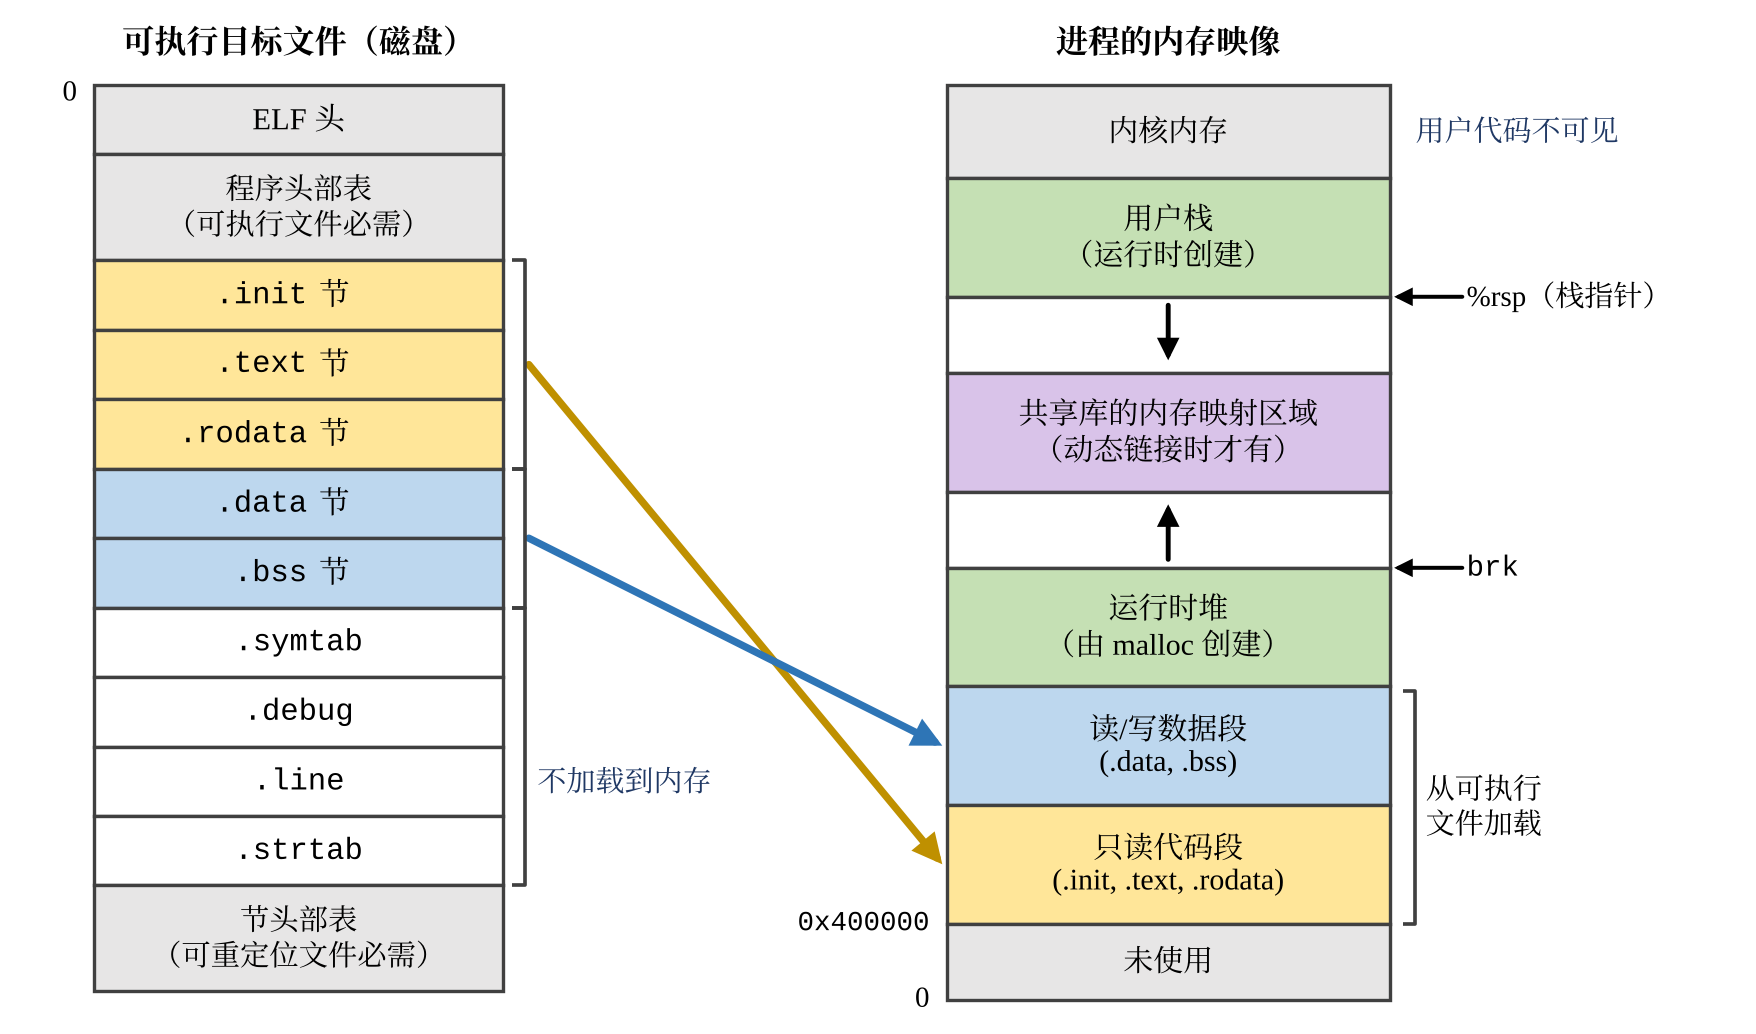 可执行目标文件（磁盘）
0
ELF 头
程序头部表
（可执行文件必需）
.init 节
.text 节
.rodata 节
.data 节
.bss 节
.symtab
.debug
.line
.strtab
节头部表
（可重定位文件必需）
不加载到内存
进程的内存映像
内核内存
用户代码不可见
用户栈
（运行时创建）
%rsp（栈指针）
共享库的内存映射区域
（动态链接时才有）
brk
运行时堆
（由 malloc 创建）
读/写数据段
(.data, .bss)
只读代码段
(.init, .text, .rodata)
从可执行
文件加载
0x400000
未使用
0